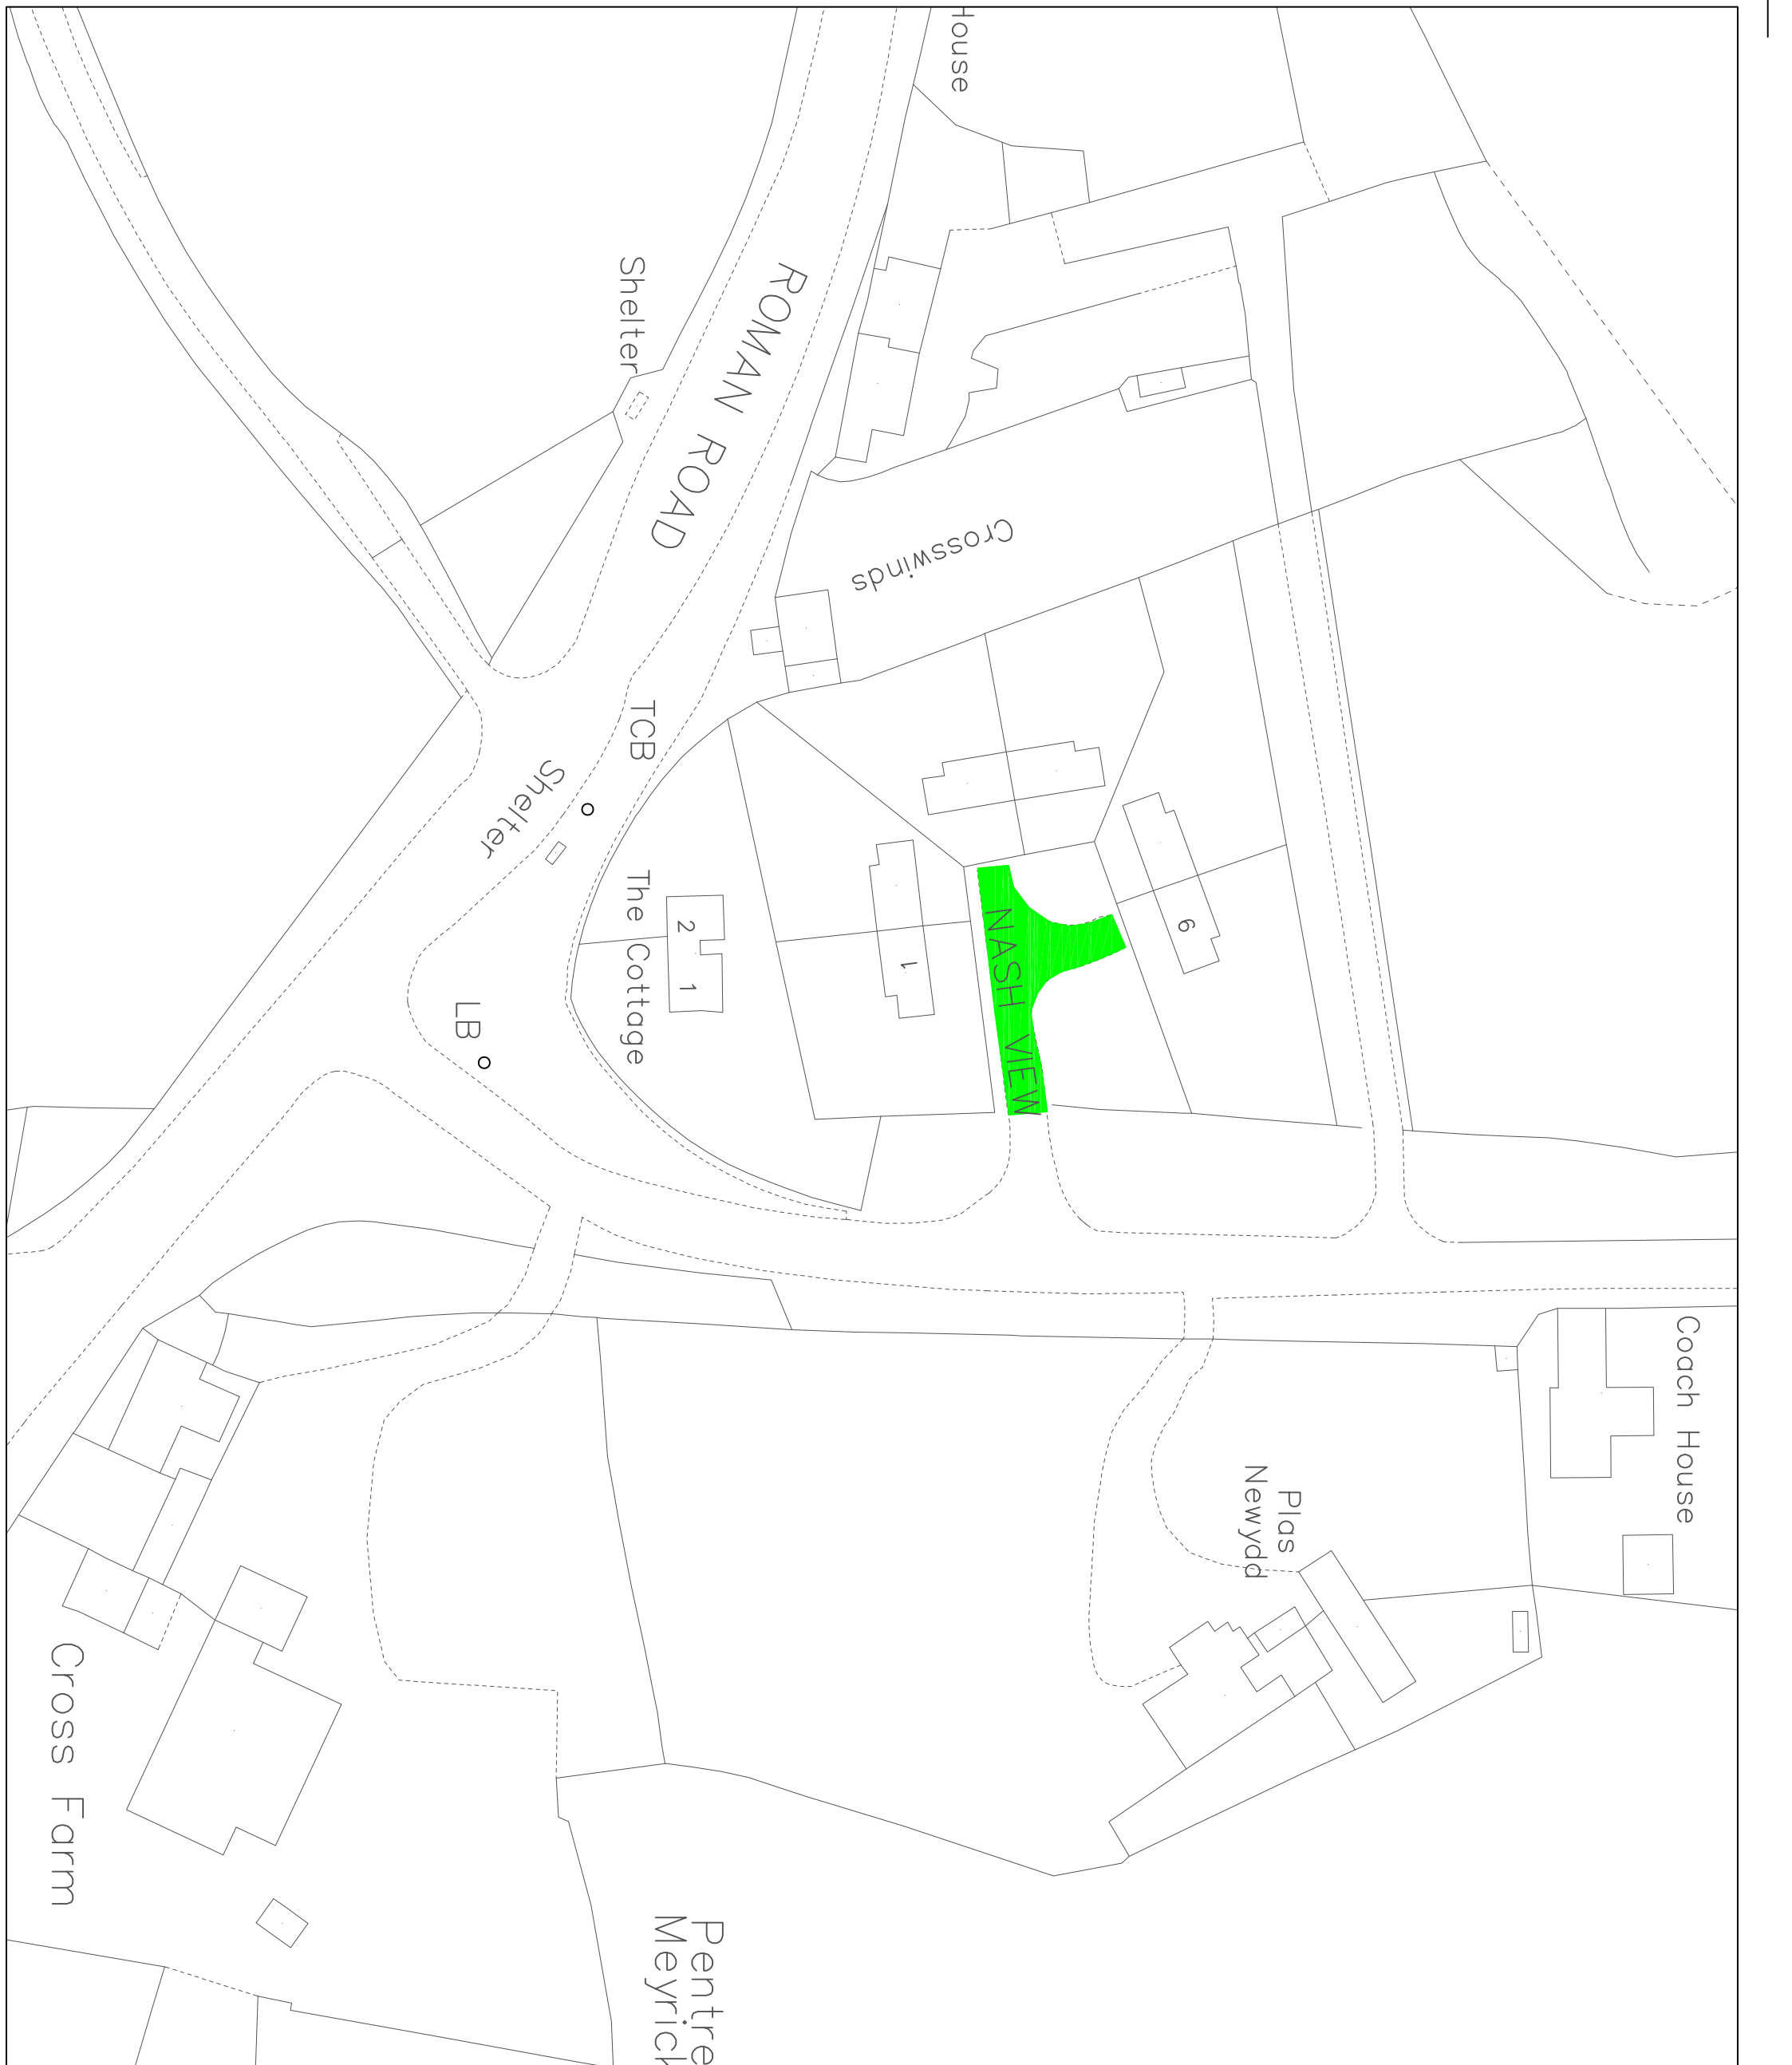 House
ROMAN ROAD
Shelter
Crosswinds
TCB
Shelter
The Cottage
2
1
1
6
NASH VIEW
LB
Coach House
Plas
Newydd
Cross Farm
Pentre
Meyrick